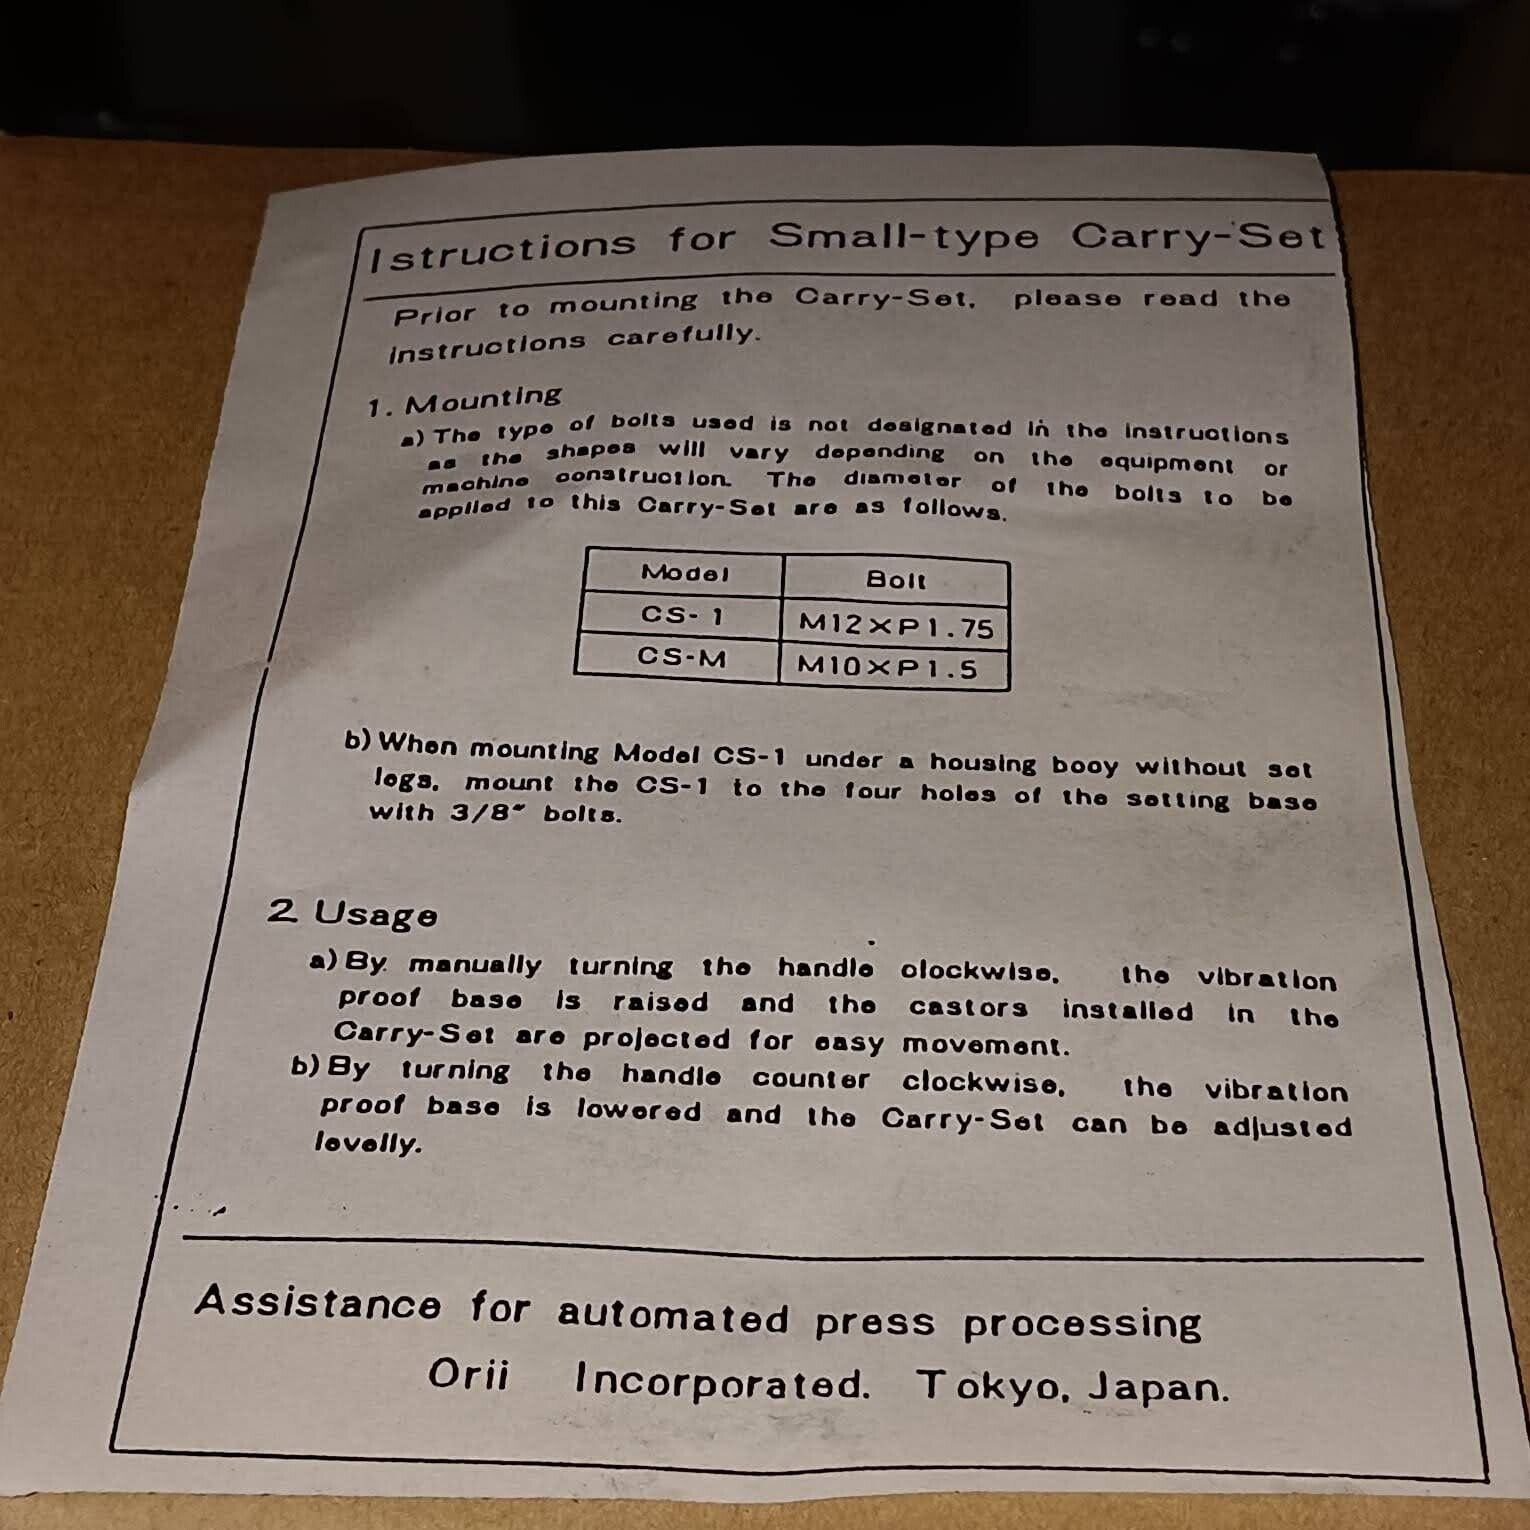 Istructions for Small-type Carry-Set
Prior to mounting the Carry-Set, please read the
instructions carefully.
1. Mounting
a) The type of bolts used is not designated in the instructions
as the shapes will vary depending on the equipment or
machine construction. The diameter of the bolts to be
applied to this Carry-Set are as follows.
Model Bolt
CS-1 M12×P1.75
CS-M M10×P1.5
b) When mounting Model CS-1 under a housing booy without set
legs, mount the CS-1 to the four holes of the setting base
with 3/8" bolts.
2 Usage
a) By. manually turning the handle clockwise, the vibration
proof base is raised and the castors installed in the
Carry-Set are projected for easy movement.
b) By turning the handle counter clockwise, the vibration
proof base is lowered and the Carry-Set can be adjusted
levelly.
Assistance for automated press processing
Orii Incorporated. Tokyo, Japan.